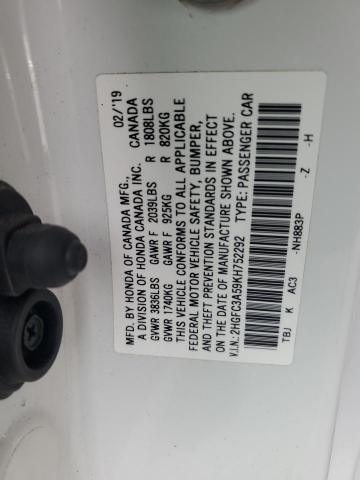 MFD. BY HONDA OF CANADA MFG., 02/'19
A DIVISION OF HONDA CANADA INC. CANADA
GVWR 3836LBS GAWR F 2039LBS R 1808LBS
GVWR 1740KG GAWR F 925KG R 820KG
THIS VEHICLE CONFORMS TO ALL APPLICABLE
FEDERAL MOTOR VEHICLE SAFETY, BUMPER,
AND THEFT PREVENTION STANDARDS IN EFFECT
ON THE DATE OF MANUFACTURE SHOWN ABOVE.
V.I.N.: 2HGFC3A59KH752292 TYPE: PASSENGER CAR
TBJ K AC3 -NH883P -Z -H